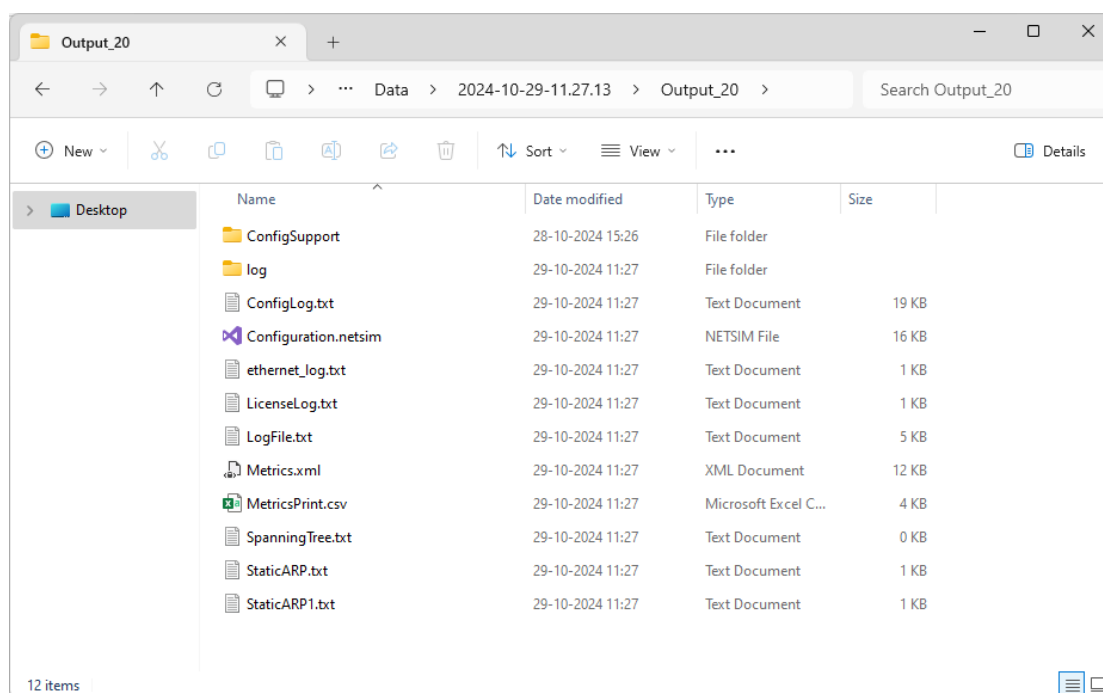 Output_20
··· Data > 2024-10-29-11.27.13 > Output_20 > Search Output_20
New Sort View ··· Details
Desktop
Name Date modified Type Size
ConfigSupport 28-10-2024 15:26 File folder
log 29-10-2024 11:27 File folder
ConfigLog.txt 29-10-2024 11:27 Text Document 19 KB
Configuration.netsim 29-10-2024 11:27 NETSIM File 16 KB
ethernet_log.txt 29-10-2024 11:27 Text Document 1 KB
LicenseLog.txt 29-10-2024 11:27 Text Document 1 KB
LogFile.txt 29-10-2024 11:27 Text Document 5 KB
Metrics.xml 29-10-2024 11:27 XML Document 12 KB
MetricsPrint.csv 29-10-2024 11:27 Microsoft Excel C... 4 KB
SpanningTree.txt 29-10-2024 11:27 Text Document 0 KB
StaticARP.txt 29-10-2024 11:27 Text Document 1 KB
StaticARP1.txt 29-10-2024 11:27 Text Document 1 KB
12 items